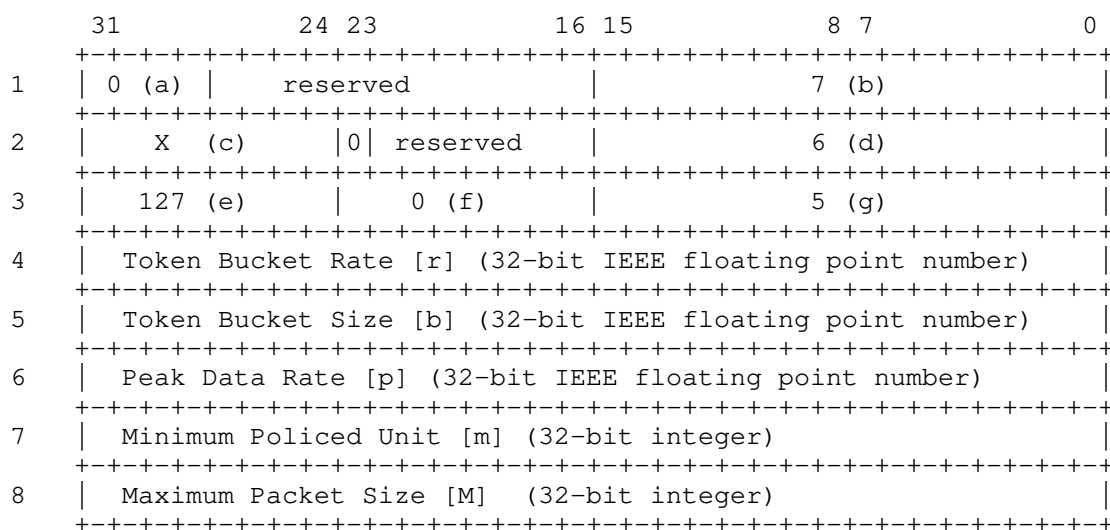 31 24 23 16 15 8 7 0
+-+-+-+-+-+-+-+-+-+-+-+-+-+-+-+-+-+-+-+-+-+-+-+-+-+-+-+-+-+-+-+-+
1 | 0 (a) | reserved | 7 (b) |
+-+-+-+-+-+-+-+-+-+-+-+-+-+-+-+-+-+-+-+-+-+-+-+-+-+-+-+-+-+-+-+-+
2 | X (c) |0| reserved | 6 (d) |
+-+-+-+-+-+-+-+-+-+-+-+-+-+-+-+-+-+-+-+-+-+-+-+-+-+-+-+-+-+-+-+-+
3 | 127 (e) | 0 (f) | 5 (g) |
+-+-+-+-+-+-+-+-+-+-+-+-+-+-+-+-+-+-+-+-+-+-+-+-+-+-+-+-+-+-+-+-+
4 | Token Bucket Rate [r] (32-bit IEEE floating point number) |
+-+-+-+-+-+-+-+-+-+-+-+-+-+-+-+-+-+-+-+-+-+-+-+-+-+-+-+-+-+-+-+-+
5 | Token Bucket Size [b] (32-bit IEEE floating point number) |
+-+-+-+-+-+-+-+-+-+-+-+-+-+-+-+-+-+-+-+-+-+-+-+-+-+-+-+-+-+-+-+-+
6 | Peak Data Rate [p] (32-bit IEEE floating point number) |
+-+-+-+-+-+-+-+-+-+-+-+-+-+-+-+-+-+-+-+-+-+-+-+-+-+-+-+-+-+-+-+-+
7 | Minimum Policed Unit [m] (32-bit integer) |
+-+-+-+-+-+-+-+-+-+-+-+-+-+-+-+-+-+-+-+-+-+-+-+-+-+-+-+-+-+-+-+-+
8 | Maximum Packet Size [M] (32-bit integer) |
+-+-+-+-+-+-+-+-+-+-+-+-+-+-+-+-+-+-+-+-+-+-+-+-+-+-+-+-+-+-+-+-+